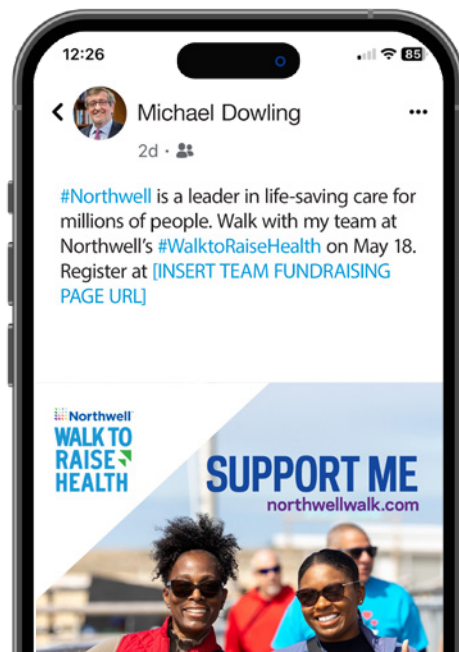 12:26
85
Michael Dowling
2d ·
#Northwell is a leader in life-saving care for
millions of people. Walk with my team at
Northwell's #WalktoRaiseHealth on May 18.
Register at [INSERT TEAM FUNDRAISING
PAGE URL]
Northwell
WALK TO
RAISE
HEALTH
SUPPORT ME
northwellwalk.com